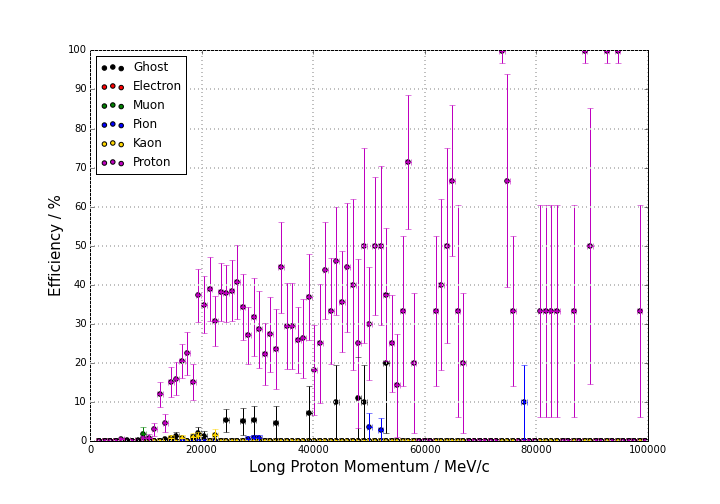 100
90
80
70
60
50
40
30
20
10
0
Efficiency / %
Ghost
Electron
Muon
Pion
Kaon
Proton
0 20000 40000 60000 80000 100000
Long Proton Momentum / MeV/c